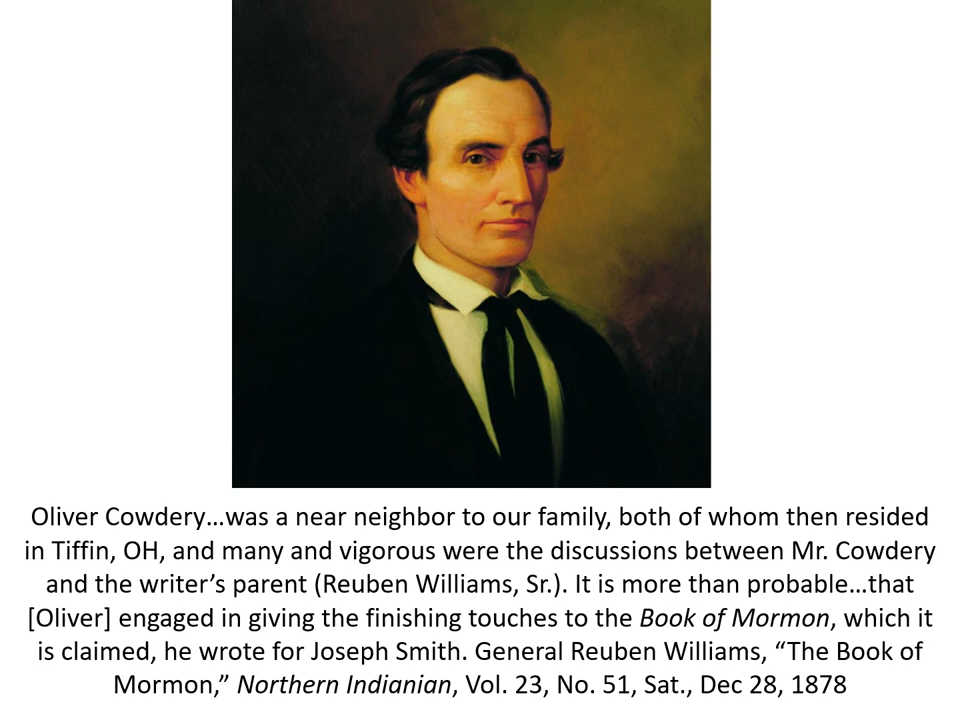 Oliver Cowdery…was a near neighbor to our family, both of whom then resided
in Tiffin, OH, and many and vigorous were the discussions between Mr. Cowdery
and the writer’s parent (Reuben Williams, Sr.). It is more than probable…that
[Oliver] engaged in giving the finishing touches to the Book of Mormon, which it
is claimed, he wrote for Joseph Smith. General Reuben Williams, “The Book of
Mormon,” Northern Indianian, Vol. 23, No. 51, Sat., Dec 28, 1878